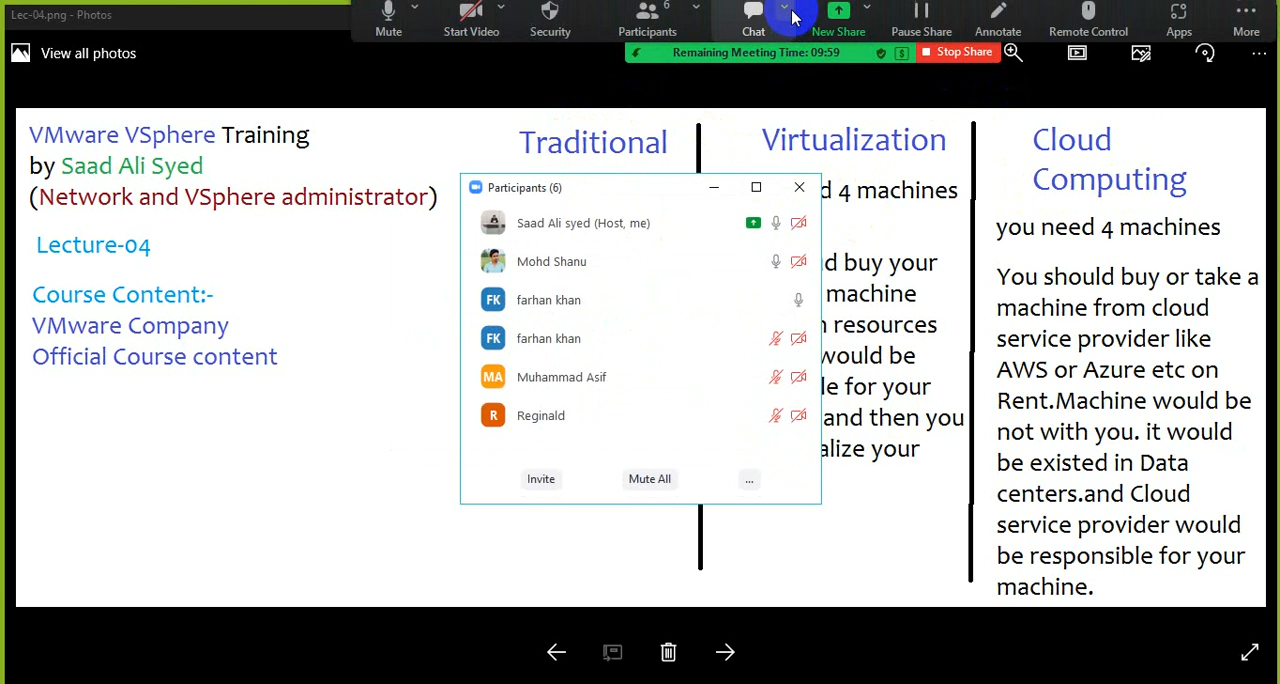 Lec-04.png - Photos
6
Mute
Start Video
Security
Participants
Chat
New Share
Pause Share
Annotate
Remote Control
Apps
More
View all photos
Remaining Meeting Time: 09:59
Stop Share
VMware VSphere Training
by Saad Ali Syed
(Network and VSphere administrator)
Lecture-04
Course Content:-
VMware Company
Official Course content
Traditional
Participants (6)
Saad Ali syed (Host, me)
Mohd Shanu
FK farhan khan
FK farhan khan
MA Muhammad Asif
R Reginald
Invite
Mute All
...
Virtualization
4 machines
buy your
machine
resources
would be
for your
and then you
your
Cloud
Computing
you need 4 machines
You should buy or take a
machine from cloud
service provider like
AWS or Azure etc on
Rent.Machine would be
not with you. it would
be existed in Data
centers.and Cloud
service provider would
be responsible for your
machine.